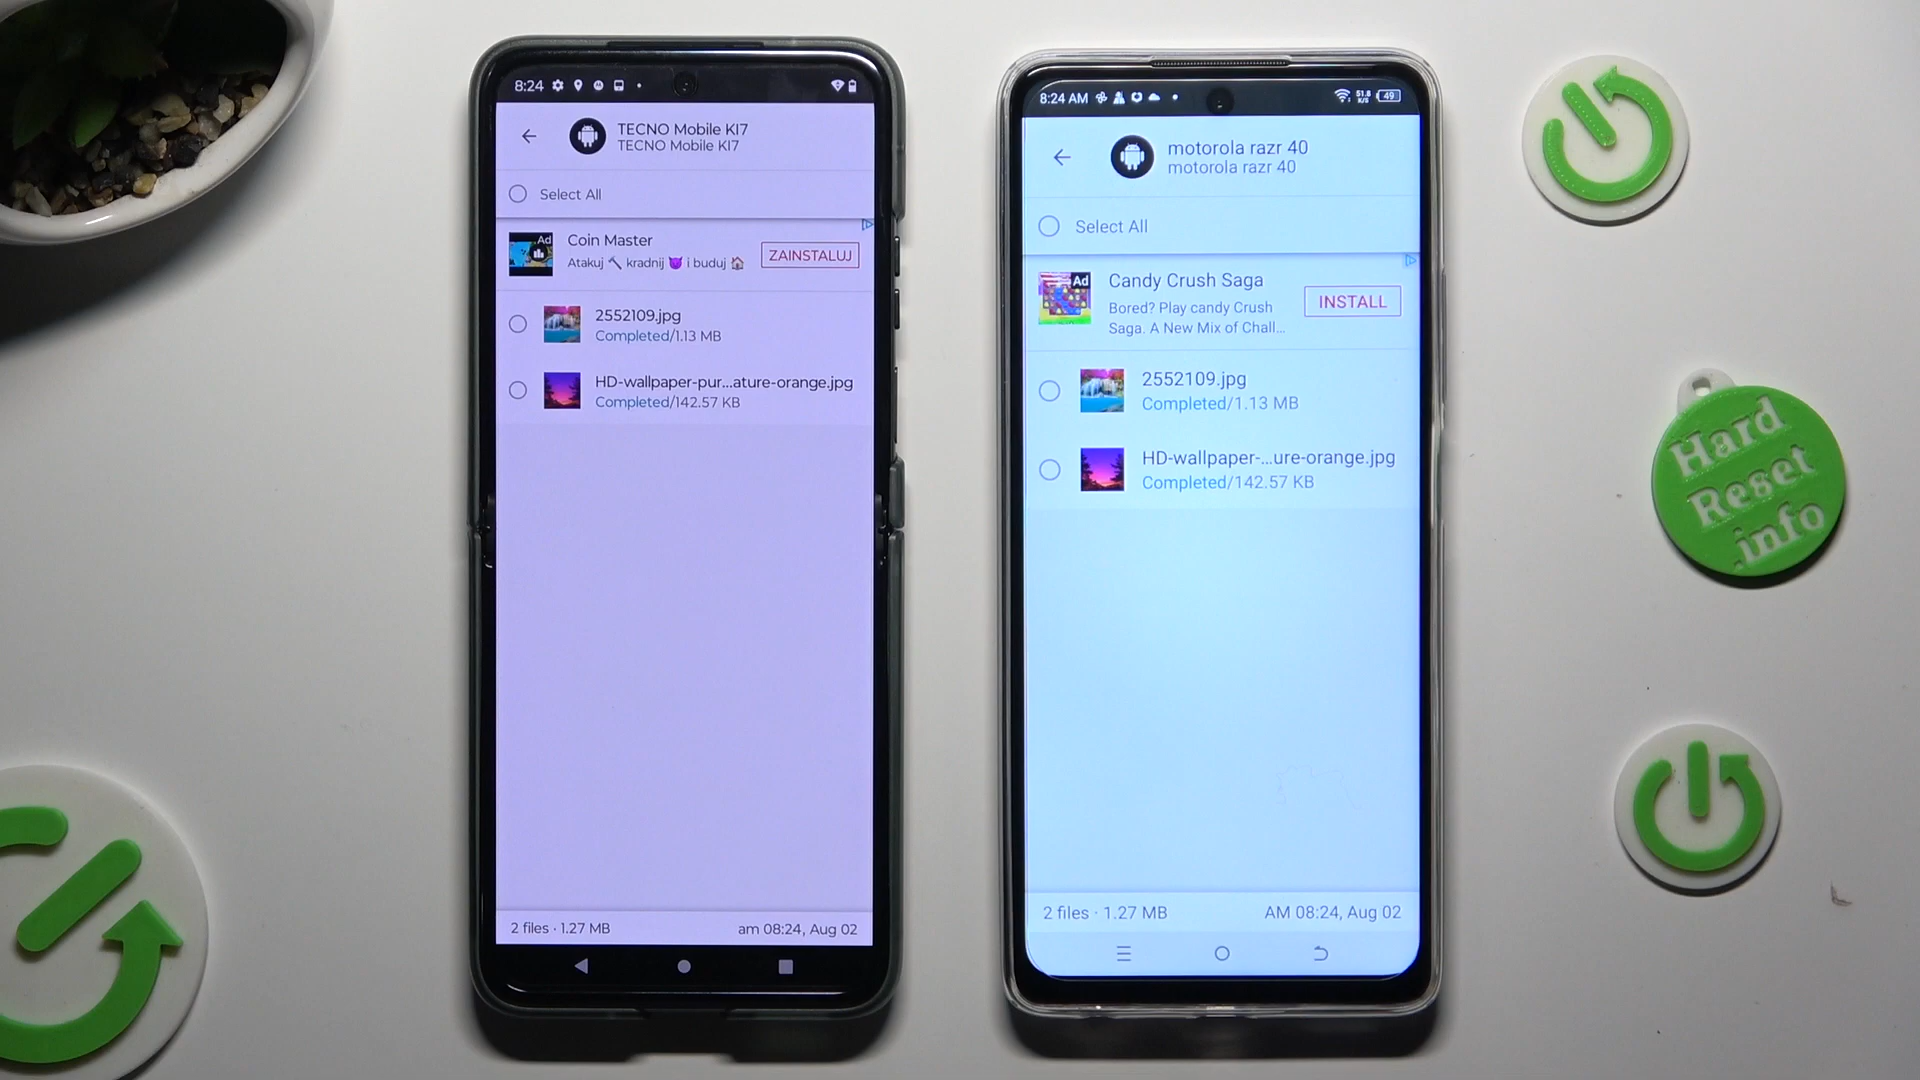 8:24
TECNO Mobile KI7
TECNO Mobile KI7
Select All
Ad
Coin Master
Atakuj 🔨 kradnij 😈 i buduj 🏠
ZAINSTALUJ
2552109.jpg
Completed/1.13 MB
HD-wallpaper-pur...ature-orange.jpg
Completed/142.57 KB
2 files · 1.27 MB
am 08:24, Aug 02
8:24 AM
51.8
K/S
49
motorola razr 40
motorola razr 40
Select All
Ad
Candy Crush Saga
Bored? Play candy Crush
Saga. A New Mix of Chall...
INSTALL
2552109.jpg
Completed/1.13 MB
HD-wallpaper-...ure-orange.jpg
Completed/142.57 KB
2 files · 1.27 MB
AM 08:24, Aug 02
Hard
Reset
.info